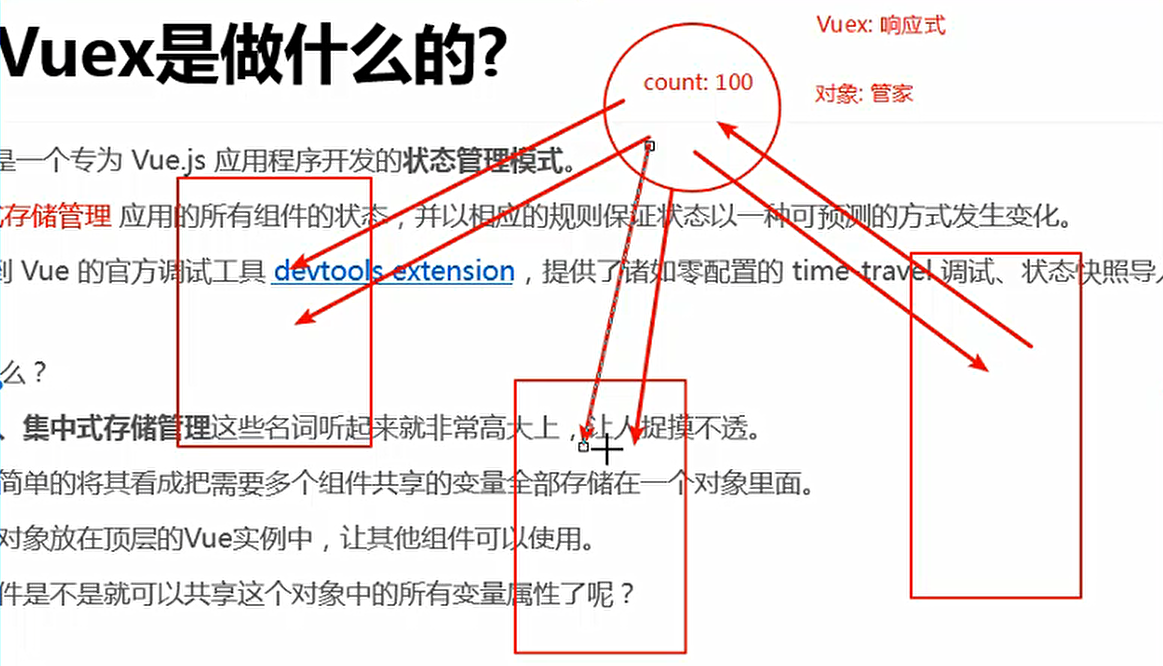 Vuex是做什么的?
count: 100
Vuex: 响应式
对象: 管家
是一个专为 Vue.js 应用程序开发的状态管理模式。
式存储管理 应用的所有组件的状态，并以相应的规则保证状态以一种可预测的方式发生变化。
到 Vue 的官方调试工具 devtools extension，提供了诸如零配置的 time-travel 调试、状态快照导入
么？
、集中式存储管理这些名词听起来就非常高大上，让人捉摸不透。
简单的将其看成把需要多个组件共享的变量全部存储在一个对象里面。
对象放在顶层的Vue实例中，让其他组件可以使用。
件是不是就可以共享这个对象中的所有变量属性了呢？